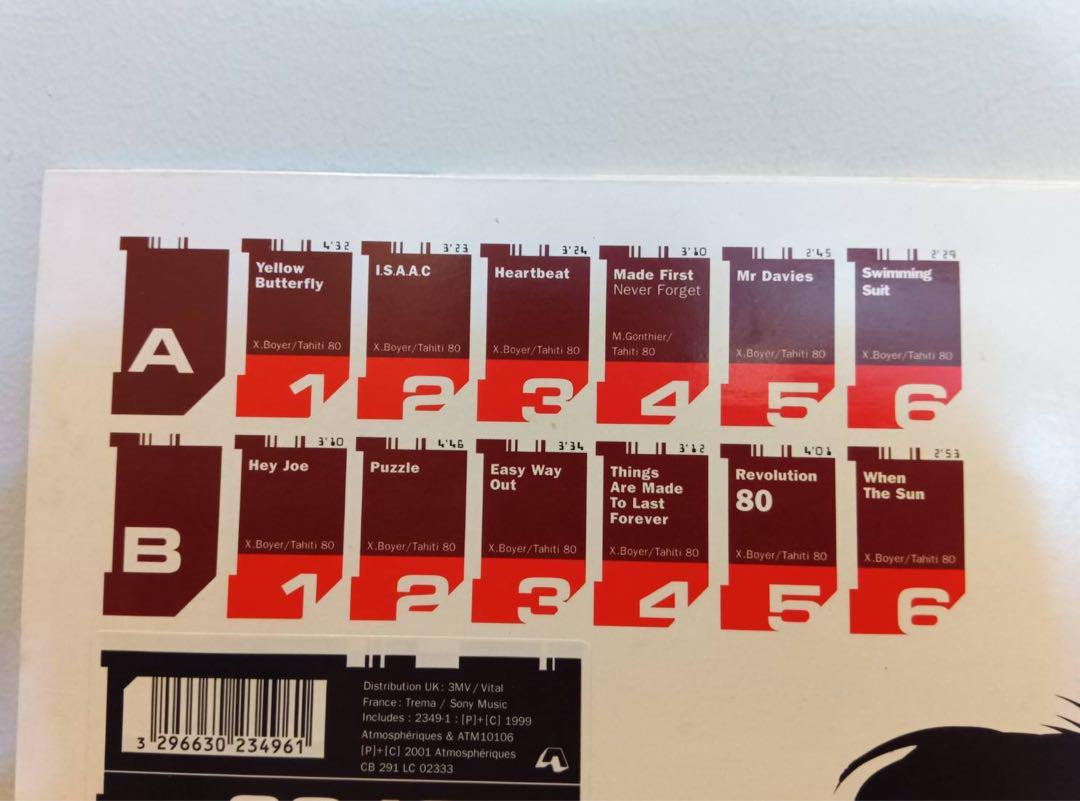 A
4'32
Yellow
Butterfly
X.Boyer/Tahiti 80
1
3'23
I.S.A.A.C
X.Boyer/Tahiti 80
2
3'24
Heartbeat
X.Boyer/Tahiti 80
3
3'10
Made First
Never Forget
M.Gonthier/
Tahiti 80
4
2'45
Mr Davies
X.Boyer/Tahiti 80
5
2'29
Swimming
Suit
X.Boyer/Tahiti 80
6
B
3'10
Hey Joe
X.Boyer/Tahiti 80
1
4'46
Puzzle
X.Boyer/Tahiti 80
2
3'34
Easy Way
Out
X.Boyer/Tahiti 80
3
3'12
Things
Are Made
To Last
Forever
X.Boyer/Tahiti 80
4
4'01
Revolution
80
X.Boyer/Tahiti 80
5
2'53
When
The Sun
X.Boyer/Tahiti 80
6
3 296630 234961
Distribution UK : 3MV / Vital
France : Trema / Sony Music
Includes : 2349-1 : [P]+[C] 1999
Atmosphériques & ATM10106
[P]+[C] 2001 Atmosphériques
CB 291 LC 02333